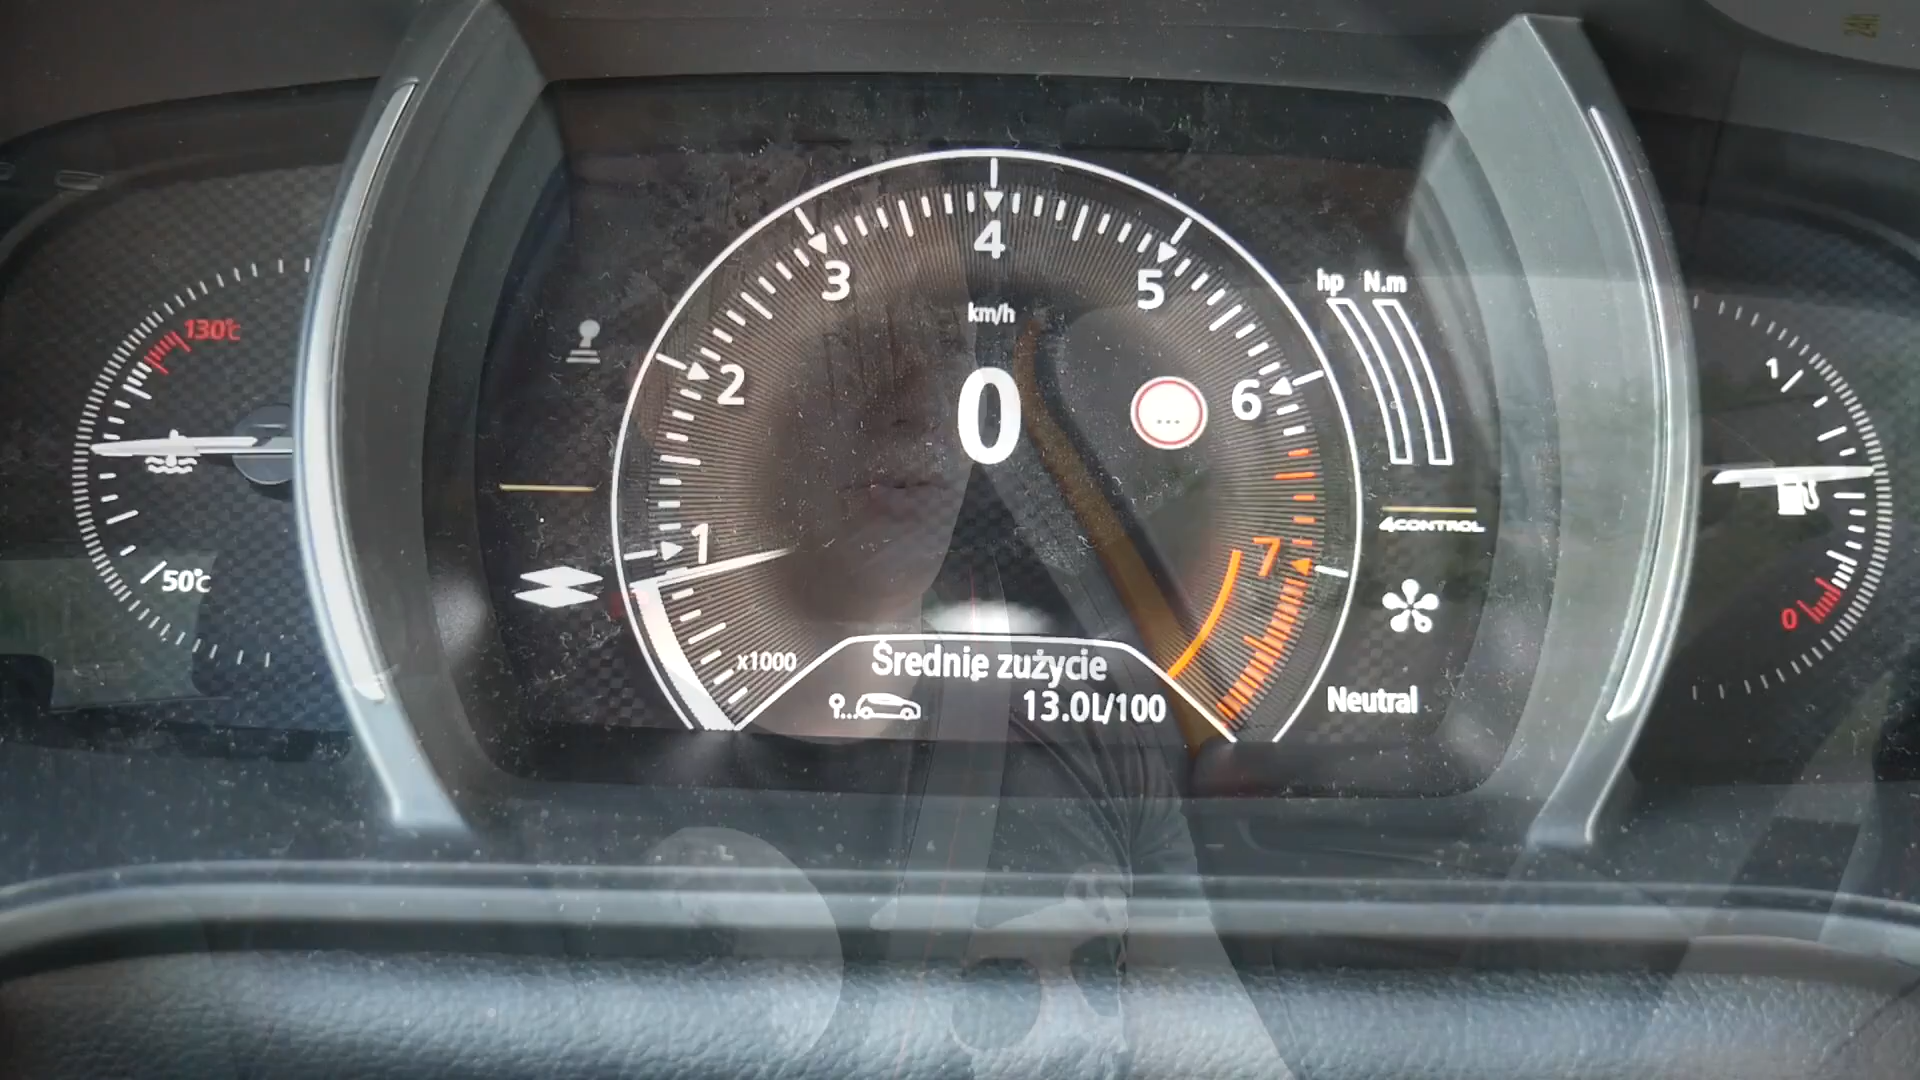 130°c
50°c
4
3
5
2
6
1
7
km/h
0
...
x1000
Średnie zużycie
13.0L/100
hp N.m
4CONTROL
Neutral
1
0